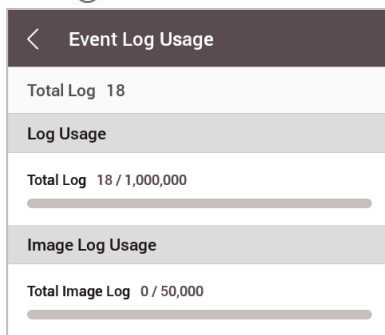 Event Log Usage
Total Log 18
Log Usage
Total Log 18 / 1,000,000
Image Log Usage
Total Image Log 0 / 50,000